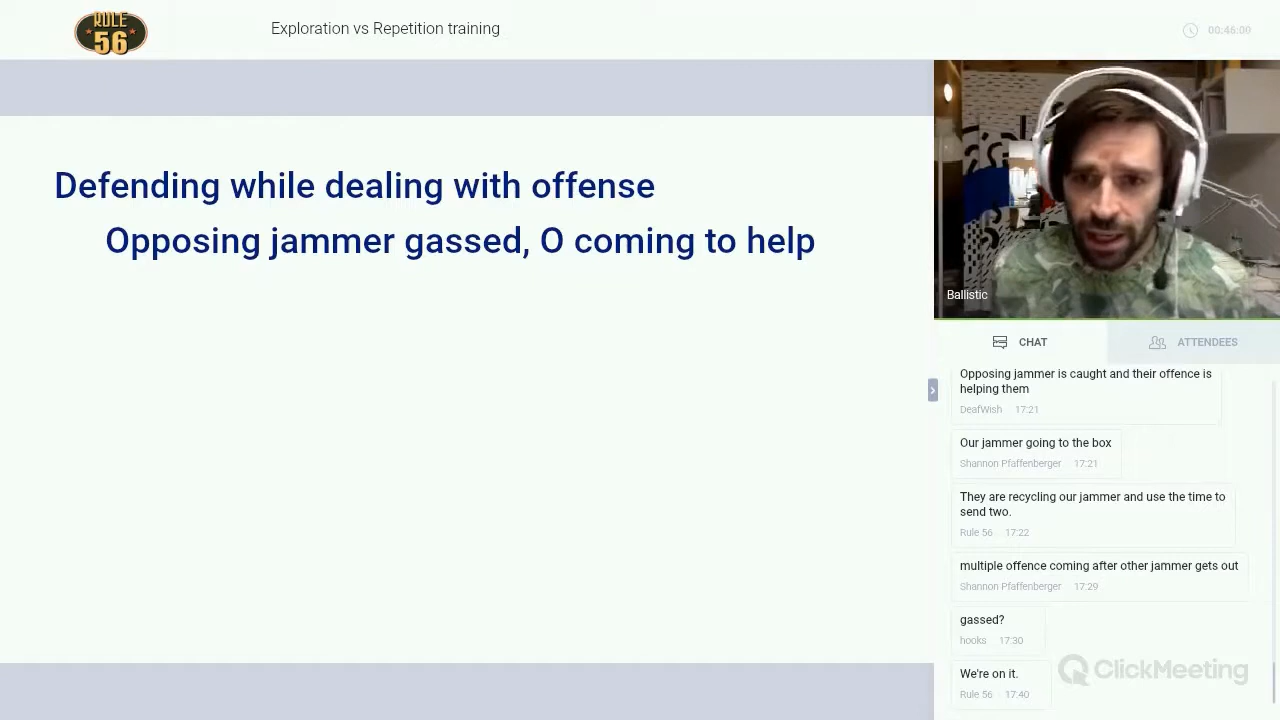 RULE
56
Exploration vs Repetition training
00:46:00
Defending while dealing with offense
Opposing jammer gassed, O coming to help
Ballistic
CHAT
ATTENDEES
Opposing jammer is caught and their offence is
helping them
DeafWish 17:21
Our jammer going to the box
Shannon Pfaffenberger 17:21
They are recycling our jammer and use the time to
send two.
Rule 56 17:22
multiple offence coming after other jammer gets out
Shannon Pfaffenberger 17:29
gassed?
hooks 17:30
We're on it.
Rule 56 17:40
ClickMeeting